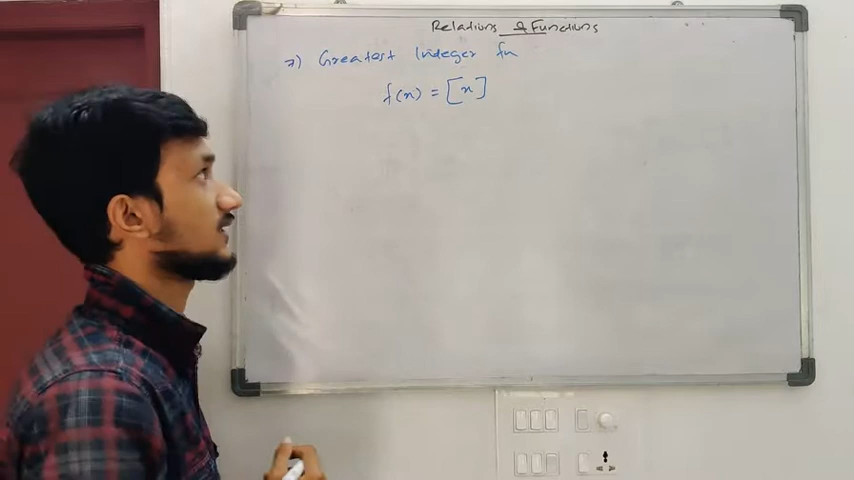 Relations & Functions
7) Greatest Integer fn
f(x) = [x]